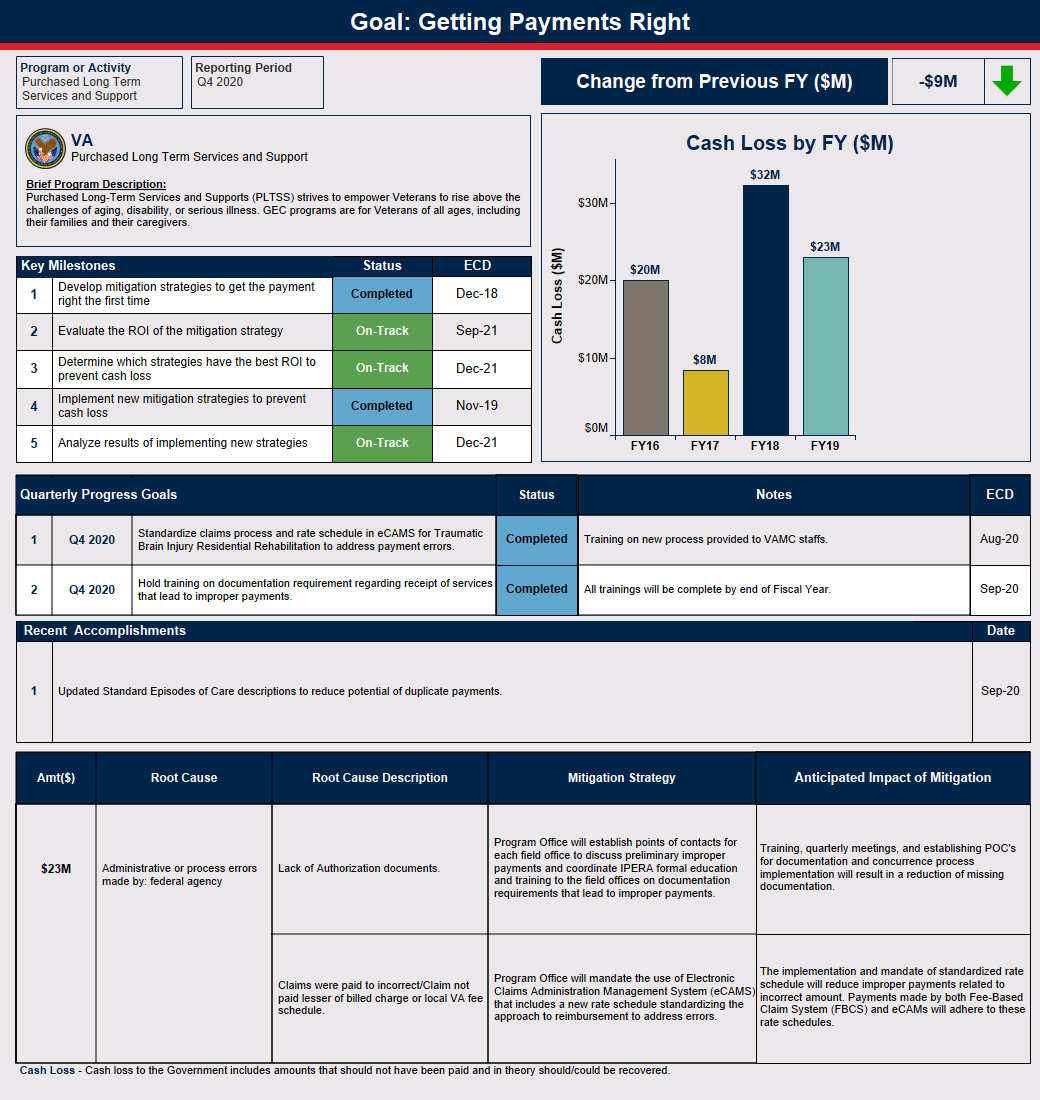 Goal: Getting Payments Right
Program or Activity
Purchased Long Term
Services and Support
Reporting Period
Q4 2020
Change from Previous FY ($M)
-$9M
VA
Purchased Long Term Services and Support
Brief Program Description:
Purchased Long-Term Services and Supports (PLTSS) strives to empower Veterans to rise above the
challenges of aging, disability, or serious illness. GEC programs are for Veterans of all ages, including
their families and their caregivers.
Key Milestones Status ECD
1 Develop mitigation strategies to get the payment
right the first time Completed Dec-18
2 Evaluate the ROI of the mitigation strategy On-Track Sep-21
3 Determine which strategies have the best ROI to
prevent cash loss On-Track Dec-21
4 Implement new mitigation strategies to prevent
cash loss Completed Nov-19
5 Analyze results of implementing new strategies On-Track Dec-21
Cash Loss by FY ($M)
Cash Loss ($M)
$30M
$20M
$10M
$0M
$20M
$8M
$32M
$23M
FY16 FY17 FY18 FY19
Quarterly Progress Goals Status Notes ECD
1 Q4 2020 Standardize claims process and rate schedule in eCAMS for Traumatic
Brain Injury Residential Rehabilitation to address payment errors. Completed Training on new process provided to VAMC staffs. Aug-20
2 Q4 2020 Hold training on documentation requirement regarding receipt of services
that lead to improper payments. Completed All trainings will be complete by end of Fiscal Year. Sep-20
Recent Accomplishments Date
1 Updated Standard Episodes of Care descriptions to reduce potential of duplicate payments. Sep-20
Amt($) Root Cause Root Cause Description Mitigation Strategy Anticipated Impact of Mitigation
$23M
Administrative or process errors
made by: federal agency
Lack of Authorization documents.
Program Office will establish points of contacts for
each field office to discuss preliminary improper
payments and coordinate IPERA formal education
and training to the field offices on documentation
requirements that lead to improper payments.
Training, quarterly meetings, and establishing POC's
for documentation and concurrence process
implementation will result in a reduction of missing
documentation.
Claims were paid to incorrect/Claim not
paid lesser of billed charge or local VA fee
schedule.
Program Office will mandate the use of Electronic
Claims Administration Management System (eCAMS)
that includes a new rate schedule standardizing the
approach to reimbursement to address errors.
The implementation and mandate of standardized rate
schedule will reduce improper payments related to
incorrect amount. Payments made by both Fee-Based
Claim System (FBCS) and eCAMs will adhere to these
rate schedules.
Cash Loss - Cash loss to the Government includes amounts that should not have been paid and in theory should/could be recovered.